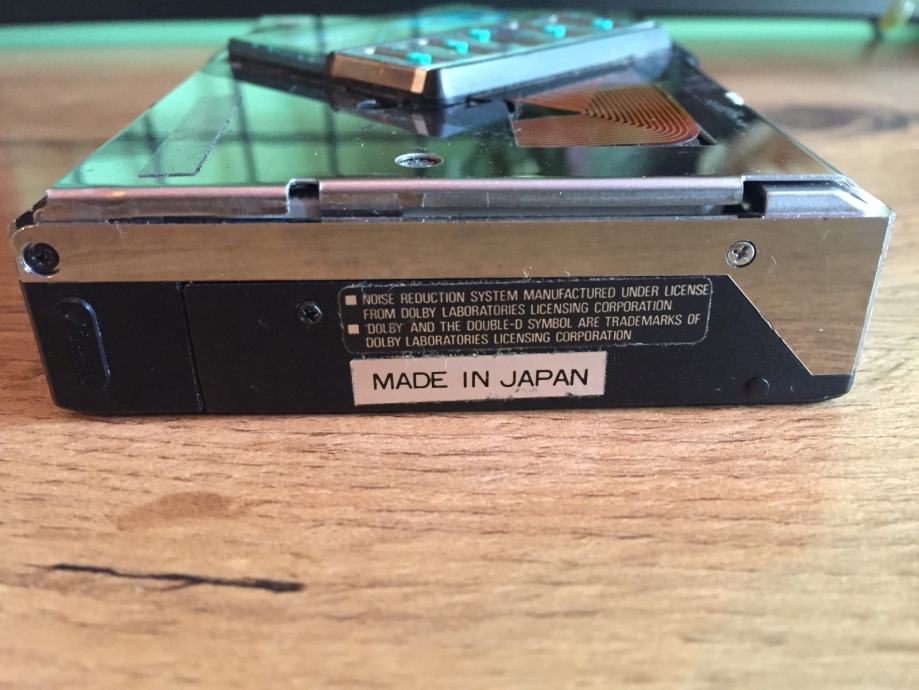 ■ NOISE REDUCTION SYSTEM MANUFACTURED UNDER LICENSE
FROM DOLBY LABORATORIES LICENSING CORPORATION
■ 'DOLBY' AND THE DOUBLE-D SYMBOL ARE TRADEMARKS OF
DOLBY LABORATORIES LICENSING CORPORATION
MADE IN JAPAN